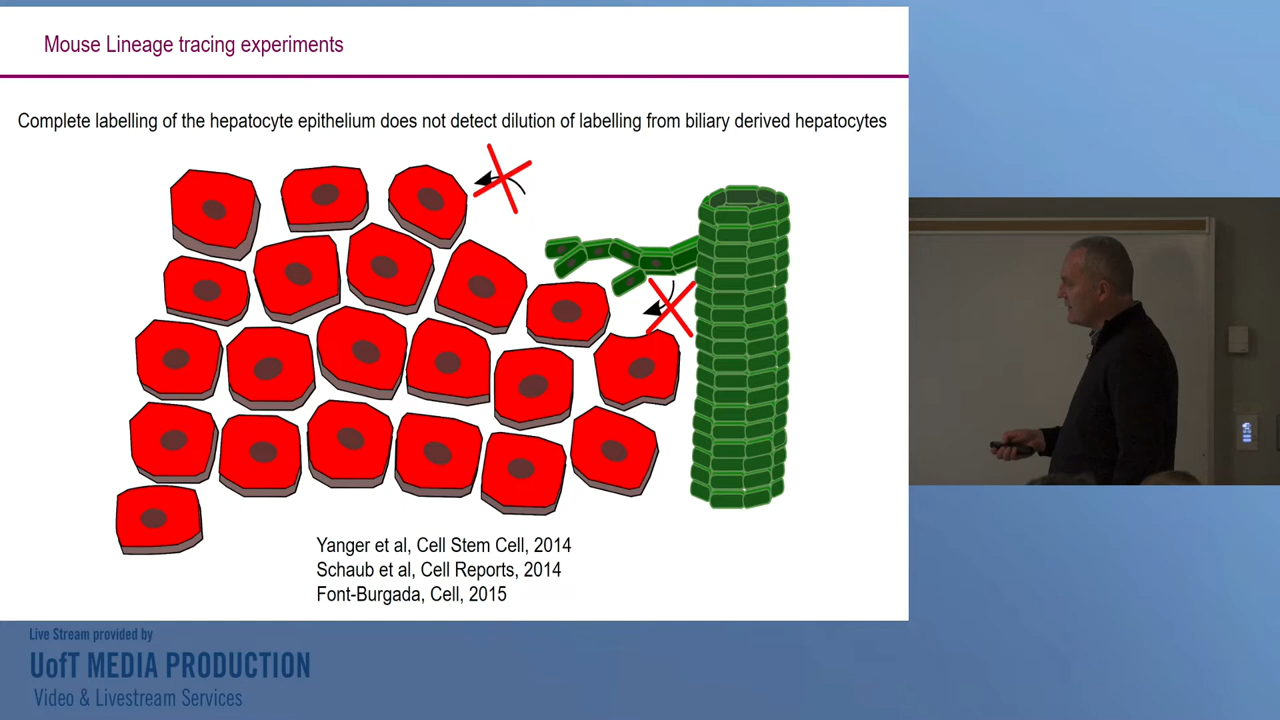 Mouse Lineage tracing experiments
Complete labelling of the hepatocyte epithelium does not detect dilution of labelling from biliary derived hepatocytes
Yanger et al, Cell Stem Cell, 2014
Schaub et al, Cell Reports, 2014
Font-Burgada, Cell, 2015
Live Stream provided by
UofT MEDIA PRODUCTION
Video & Livestream Services